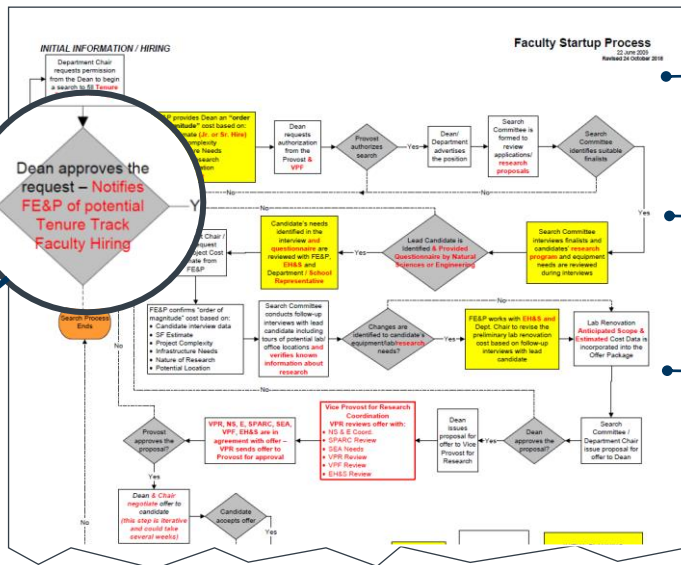 INITIAL INFORMATION / HIRING
Faculty Startup Process
22 June 2009
Revised 24 October 2018
Department Chair
requests permission
from the Dean to begin
a search to fill Tenure
Dean approves the
request – Notifies
FE&P of potential
Tenure Track
Faculty Hiring
Y
provides Dean an "order
magnitude" cost based on:
(Jr. or Sr. Hire)
Needs
Dean
requests
authorization
from the
Provost &
VPF
Provost
authorizes
search
Yes
Dean/
Department
advertises
the position
Search
Committee is
formed to
review
applications/
research
proposals
Search
Committee
identifies suitable
finalists
No
No
Yes
No
Search Committee
interviews finalists and
candidates' research
program and equipment
needs are reviewed
during interviews
Lead Candidate is
Identified & Provided
Questionnaire by Natural
Sciences or Engineering
Yes
Candidate's needs
identified in the
interview and
questionnaire are
reviewed with FE&P,
EH&S and
Department / School
Representative
Chair /
request
Project Cost
from
FE&P
Search Process
Ends
FE&P confirms "order of
magnitude" cost based on:
• Candidate interview data
• SF Estimate
• Project Complexity
• Infrastructure Needs
• Nature of Research
• Potential Location
Search Committee
conducts follow-up
interviews with lead
candidate including
tours of potential lab/
office locations and
verifies known
information about
research
Changes are
identified to candidate's
equipment/lab/research
needs?
Yes
No
FE&P works with EH&S and
Dept. Chair to revise the
preliminary lab renovation
cost based on follow-up
interviews with lead
candidate
Lab Renovation
Anticipated Scope &
Estimated Cost Data is
incorporated into the
Offer Package
No
No
Search Committee /
Department Chair
issue proposal for
offer to Dean
Dean
approves the
proposal?
Yes
Dean
issues
proposal for
offer to Vice
Provost for
Research
Vice Provost for Research
Coordination
VPR reviews offer with:
• NS & E Coord.
• SPARC Review
• SEA Needs
• VPR Review
• VPF Review
• EH&S Review
VPR, NS, E, SPARC, SEA,
VPF, EH&S are in
agreement with offer –
VPR sends offer to
Provost for approval
Provost
approves the
proposal?
Yes
No
Dean & Chair
negotiate offer to
candidate
(this step is iterative
and could take
several weeks)
Candidate
accepts offer
Yes